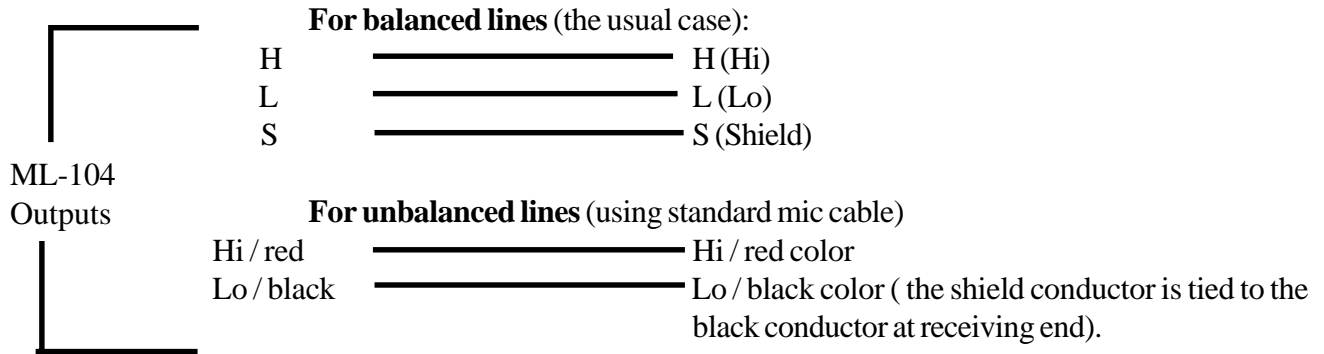 For balanced lines (the usual case):
H H (Hi)
L L (Lo)
S S (Shield)
ML-104
Outputs For unbalanced lines (using standard mic cable)
Hi / red Hi / red color
Lo / black Lo / black color ( the shield conductor is tied to the
black conductor at receiving end).